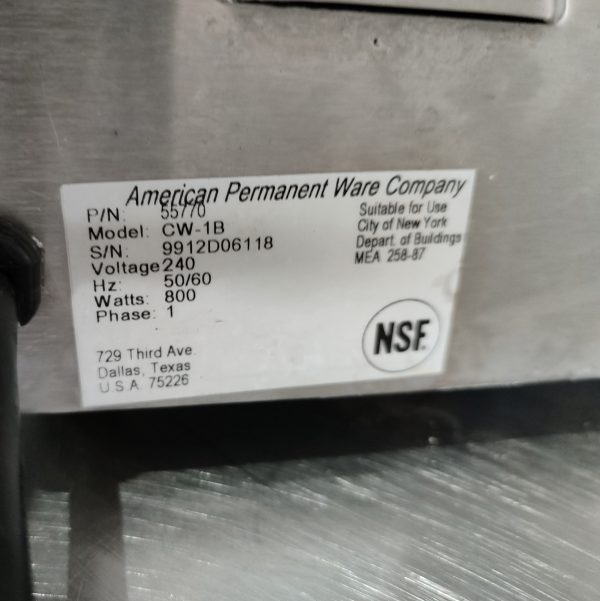 American Permanent Ware Company
P/N: 55770
Model: CW-1B
S/N: 9912D06118
Voltage 240
Hz: 50/60
Watts: 800
Phase: 1
Suitable for Use
City of New York
Depart. of Buildings
MEA 258-87
NSF.
729 Third Ave.
Dallas, Texas
U.S.A. 75226